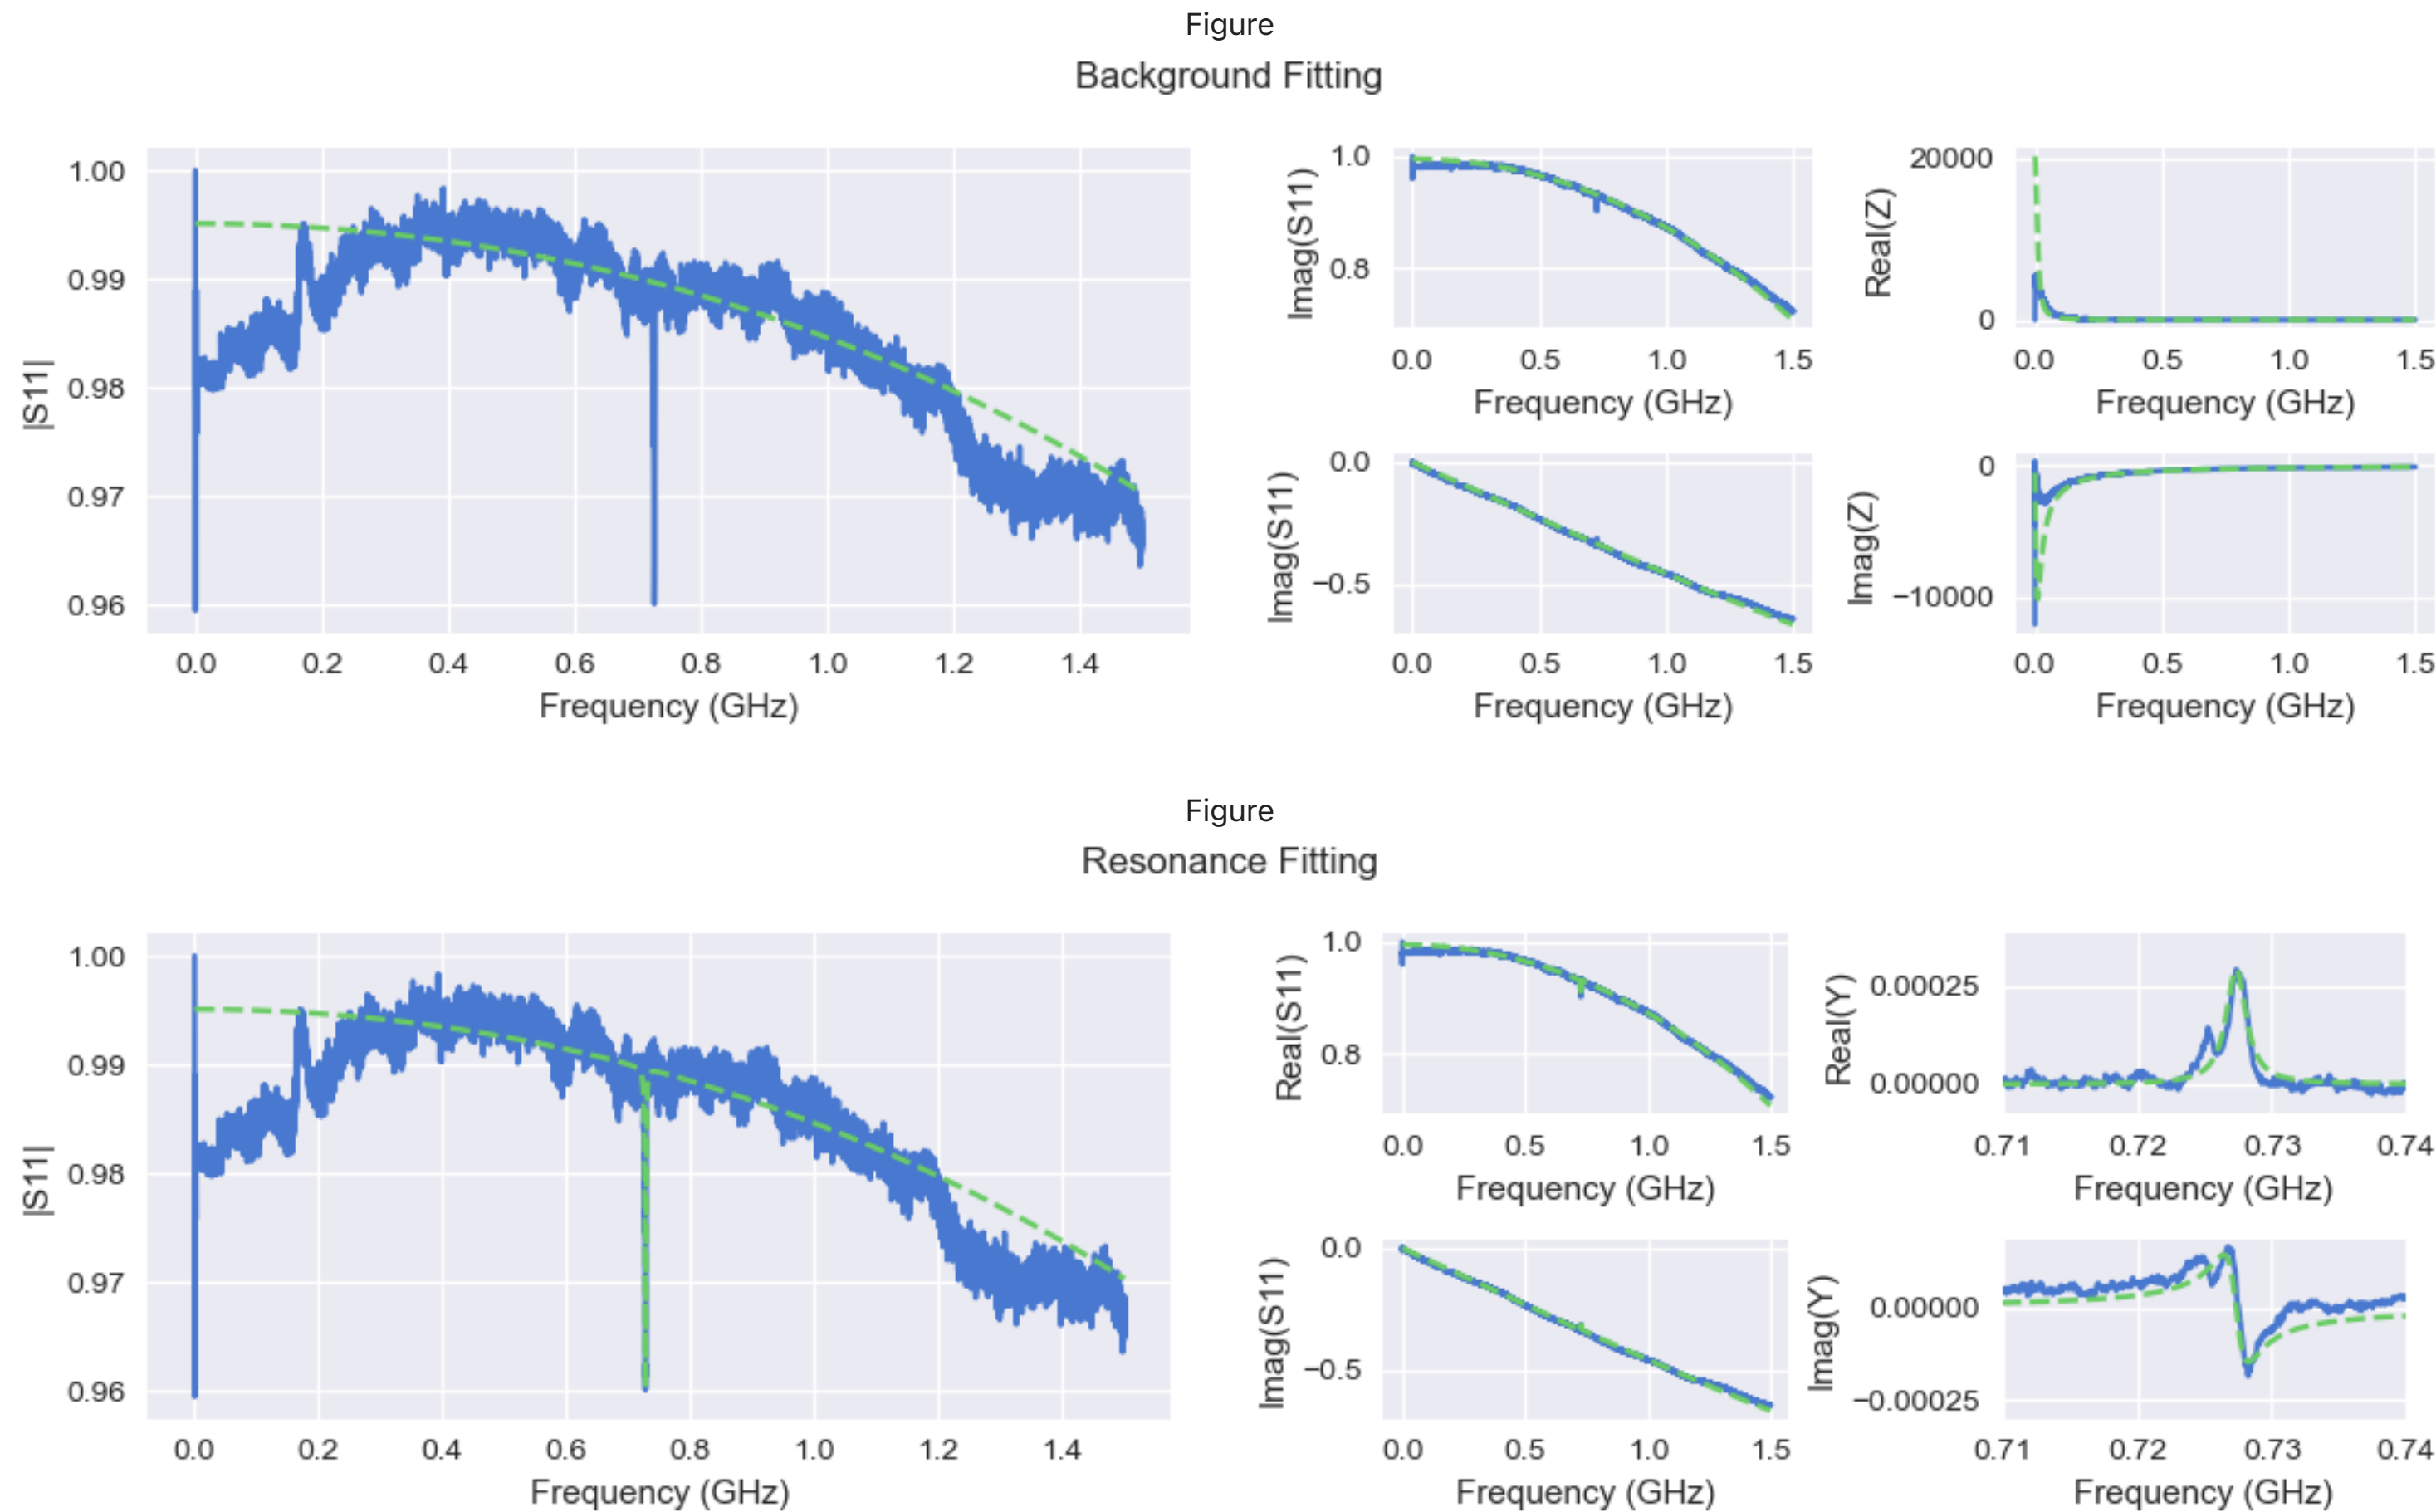 Figure
Background Fitting
|S11|
1.00
0.99
0.98
0.97
0.96
0.0 0.2 0.4 0.6 0.8 1.0 1.2 1.4
Frequency (GHz)
Imag(S11)
1.0
0.8
0.0 0.5 1.0 1.5
Frequency (GHz)
Real(Z)
20000
0
0.0 0.5 1.0 1.5
Frequency (GHz)
Imag(S11)
0.0
−0.5
0.0 0.5 1.0 1.5
Frequency (GHz)
Imag(Z)
0
−10000
0.0 0.5 1.0 1.5
Frequency (GHz)
Figure
Resonance Fitting
|S11|
1.00
0.99
0.98
0.97
0.96
0.0 0.2 0.4 0.6 0.8 1.0 1.2 1.4
Frequency (GHz)
Real(S11)
1.0
0.8
0.0 0.5 1.0 1.5
Frequency (GHz)
Real(Y)
0.00025
0.00000
0.71 0.72 0.73 0.74
Frequency (GHz)
Imag(S11)
0.0
−0.5
0.0 0.5 1.0 1.5
Frequency (GHz)
Imag(Y)
0.00000
−0.00025
0.71 0.72 0.73 0.74
Frequency (GHz)